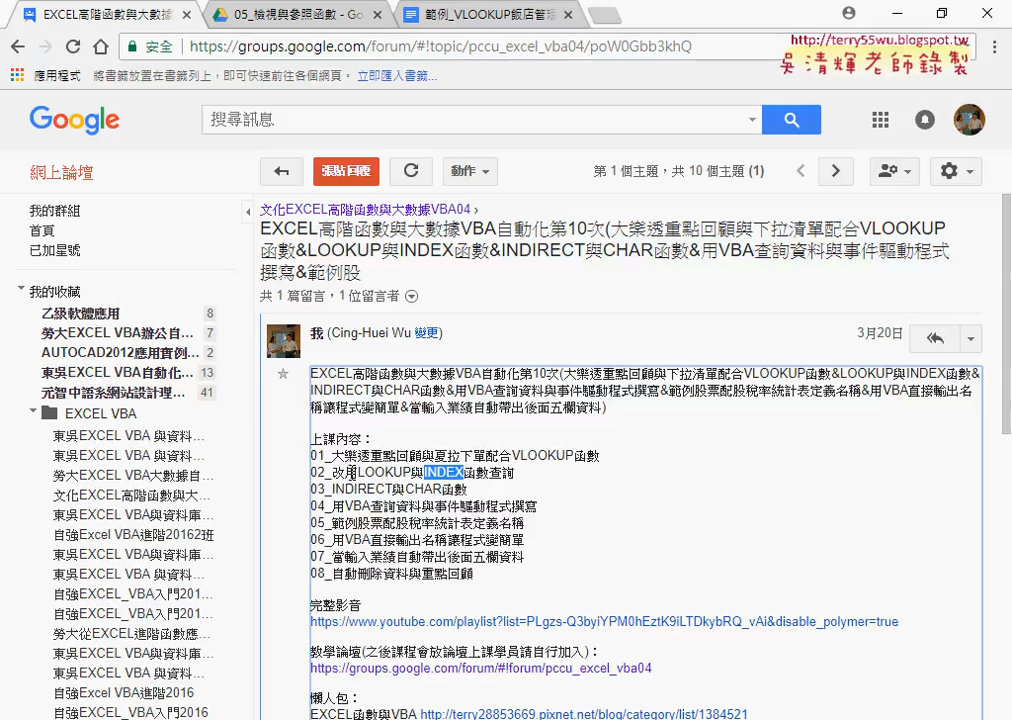 EXCEL高階函數與大數據
05_檢視與參照函數 - Go
範例_VLOOKUP飯店管理
安全
https://groups.google.com/forum/#!topic/pccu_excel_vba04/poW0Gbb3khQ
http://terry55wu.blogspot.tw
吳清輝老師錄製
應用程式
將書籤放置在書籤列上，即可快速前往各個網頁。 立即匯入書籤...
Google
搜尋訊息
網上論壇
張貼回覆
動作
第 1 個主題，共 10 個主題 (1)
我的群組
首頁
已加星號
我的收藏
乙級軟體應用 8
勞大EXCEL VBA辦公自... 7
AUTOCAD2012應用實例... 2
東吳EXCEL VBA自動化... 13
元智中語系網站設計理... 41
EXCEL VBA
東吳EXCEL VBA 與資料...
東吳EXCEL VBA 與資料...
勞大EXCEL VBA大數據自...
文化EXCEL高階函數與大...
東吳EXCEL VBA與資料庫...
自強Excel VBA進階20162班
東吳EXCEL VBA與資料庫...
東吳EXCEL VBA 與資料...
自強EXCEL_VBA入門201...
自強EXCEL_VBA入門201...
勞大從EXCEL進階函數應...
東吳EXCEL VBA與資料庫...
東吳EXCEL VBA 與資料...
自強Excel VBA進階2016
自強EXCEL_VBA入門2016
文化EXCEL高階函數與大數據VBA04 ›
EXCEL高階函數與大數據VBA自動化第10次(大樂透重點回顧與下拉清單配合VLOOKUP
函數&LOOKUP與INDEX函數&INDIRECT與CHAR函數&用VBA查詢資料與事件驅動程式
撰寫&範例股
共 1 篇留言，1 位留言者
我 (Cing-Huei Wu 變更)
3月20日
EXCEL高階函數與大數據VBA自動化第10次(大樂透重點回顧與下拉清單配合VLOOKUP函數&LOOKUP與INDEX函數&
INDIRECT與CHAR函數&用VBA查詢資料與事件驅動程式撰寫&範例股票配股稅率統計表定義名稱&用VBA直接輸出名
稱讓程式變簡單&當輸入業績自動帶出後面五欄資料)
上課內容：
01_大樂透重點回顧與夏拉下單配合VLOOKUP函數
02_改用LOOKUP與INDEX函數查詢
03_INDIRECT與CHAR函數
04_用VBA查詢資料與事件驅動程式撰寫
05_範例股票配股稅率統計表定義名稱
06_用VBA直接輸出名稱讓程式變簡單
07_當輸入業績自動帶出後面五欄資料
08_自動刪除資料與重點回顧
完整影音
https://www.youtube.com/playlist?list=PLgzs-Q3byiYPM0hEztK9iLTDkybRQ_vAi&disable_polymer=true
教學論壇(之後課程會放論壇上課學員請自行加入)：
https://groups.google.com/forum/#!forum/pccu_excel_vba04
懶人包：
EXCEL函數與VBA http://terry28853669.pixnet.net/blog/category/list/1384521